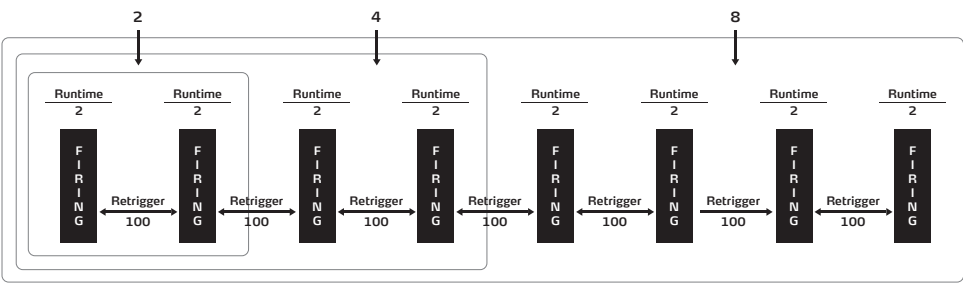 2 4 8
Runtime Runtime Runtime Runtime Runtime Runtime Runtime Runtime
2 2 2 2 2 2 2 2
FIRING FIRING FIRING FIRING FIRING FIRING FIRING FIRING
Retrigger Retrigger Retrigger Retrigger Retrigger Retrigger Retrigger
100 100 100 100 100 100 100